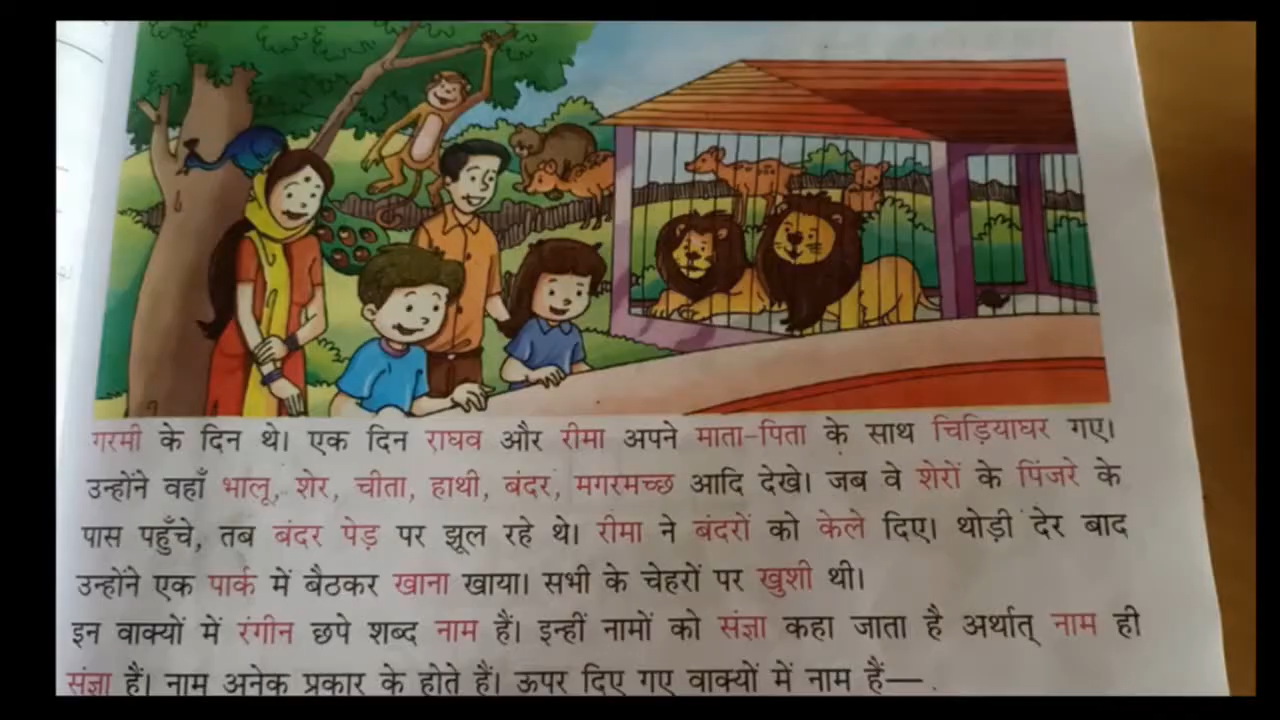 गरमी के दिन थे। एक दिन राघव और रीमा अपने माता-पिता के साथ चिड़ियाघर गए।
उन्होंने वहाँ भालू, शेर, चीता, हाथी, बंदर, मगरमच्छ आदि देखे। जब वे शेरों के पिंजरे के
पास पहुँचे, तब बंदर पेड़ पर झूल रहे थे। रीमा ने बंदरों को केले दिए। थोड़ी देर बाद
उन्होंने एक पार्क में बैठकर खाना खाया। सभी के चेहरों पर खुशी थी।
इन वाक्यों में रंगीन छपे शब्द नाम हैं। इन्हीं नामों को संज्ञा कहा जाता है अर्थात् नाम ही
संज्ञा हैं। नाम अनेक प्रकार के होते हैं। ऊपर दिए गए वाक्यों में नाम हैं—